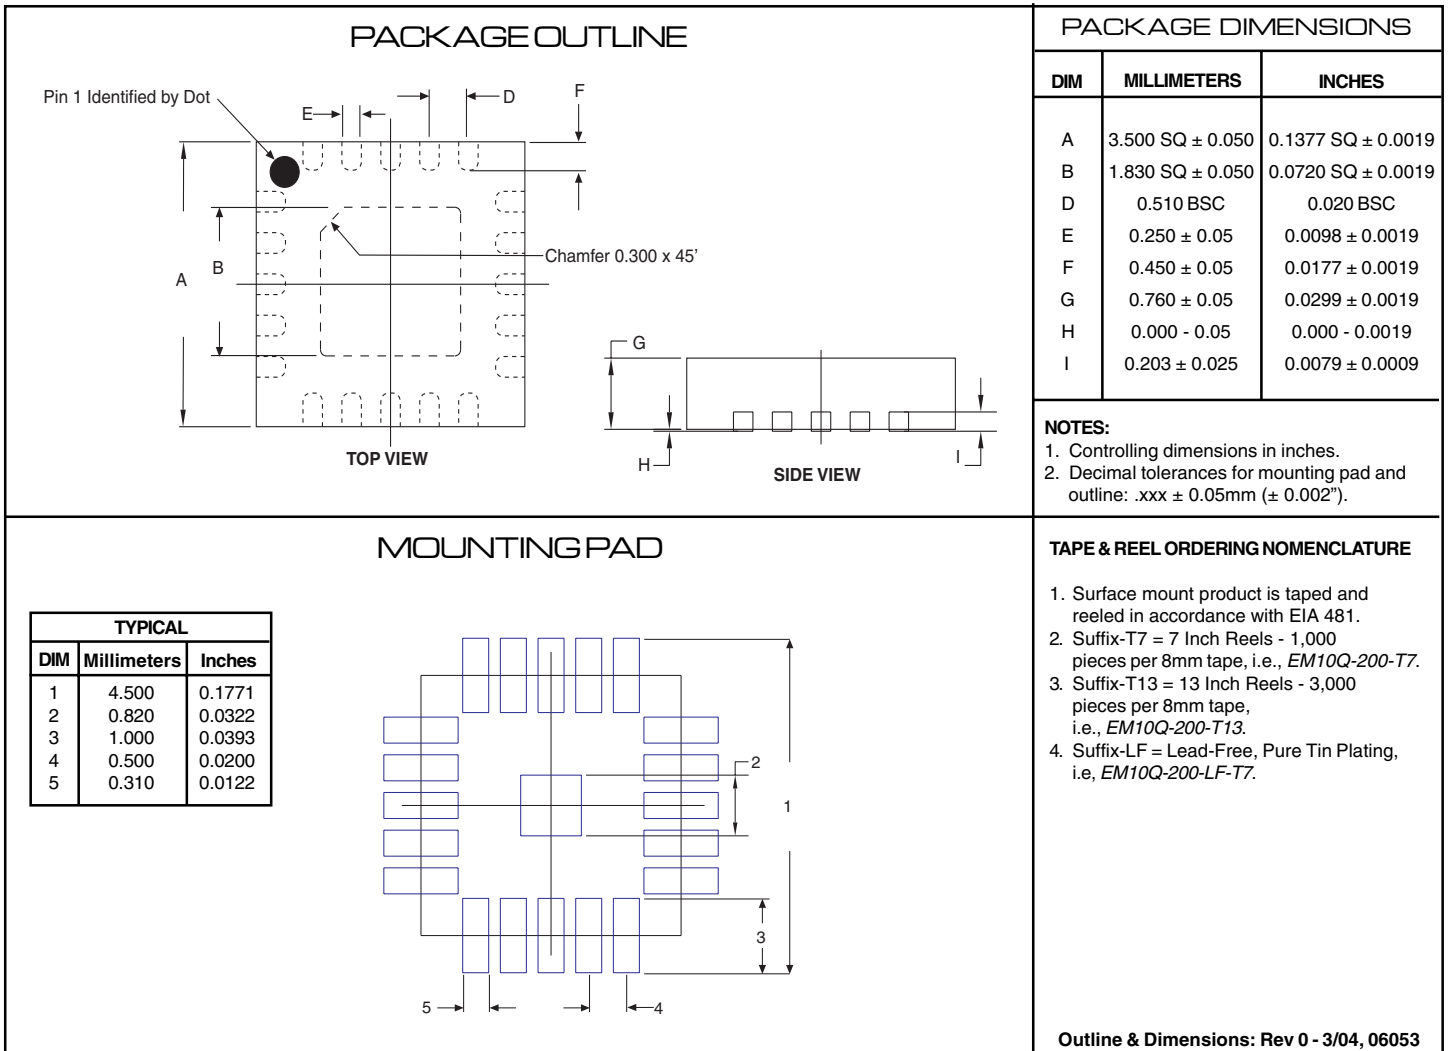 PACKAGE OUTLINE
Pin 1 Identified by Dot
E
D
F
A
B
Chamfer 0.300 x 45'
TOP VIEW
G
H
I
SIDE VIEW
PACKAGE DIMENSIONS
DIM MILLIMETERS INCHES
A 3.500 SQ ± 0.050 0.1377 SQ ± 0.0019
B 1.830 SQ ± 0.050 0.0720 SQ ± 0.0019
D 0.510 BSC 0.020 BSC
E 0.250 ± 0.05 0.0098 ± 0.0019
F 0.450 ± 0.05 0.0177 ± 0.0019
G 0.760 ± 0.05 0.0299 ± 0.0019
H 0.000 - 0.05 0.000 - 0.0019
I 0.203 ± 0.025 0.0079 ± 0.0009
NOTES:
1. Controlling dimensions in inches.
2. Decimal tolerances for mounting pad and
outline: .xxx ± 0.05mm (± 0.002”).
MOUNTING PAD
TYPICAL
DIM Millimeters Inches
1 4.500 0.1771
2 0.820 0.0322
3 1.000 0.0393
4 0.500 0.0200
5 0.310 0.0122
2
1
3
5
4
TAPE & REEL ORDERING NOMENCLATURE
1. Surface mount product is taped and
reeled in accordance with EIA 481.
2. Suffix-T7 = 7 Inch Reels - 1,000
pieces per 8mm tape, i.e., EM10Q-200-T7.
3. Suffix-T13 = 13 Inch Reels - 3,000
pieces per 8mm tape,
i.e., EM10Q-200-T13.
4. Suffix-LF = Lead-Free, Pure Tin Plating,
i.e, EM10Q-200-LF-T7.
Outline & Dimensions: Rev 0 - 3/04, 06053